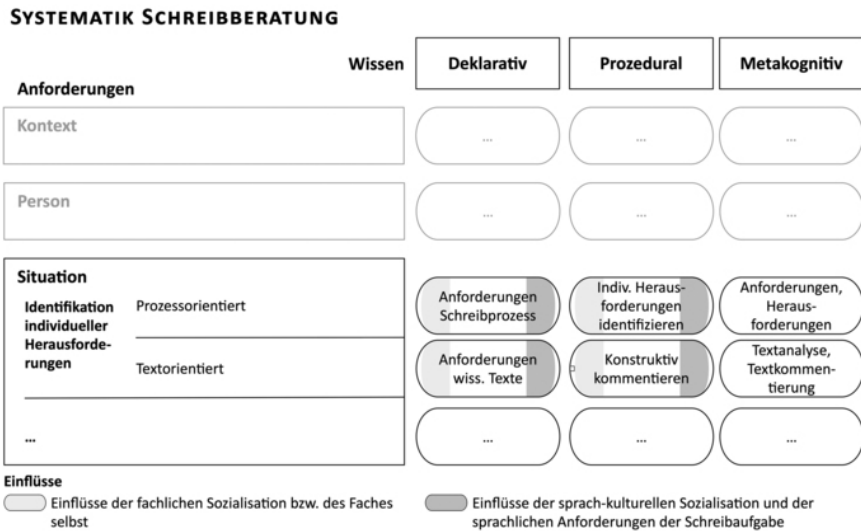 SYSTEMATIK SCHREIBBERATUNG
Wissen
Deklarativ
Prozedural
Metakognitiv
Anforderungen
Kontext
...
...
...
Person
...
...
...
Situation
Identifikation
individueller
Herausforde-
rungen
Prozessorientiert
Anforderungen
Schreibprozess
Indiv. Heraus-
forderungen
identifizieren
Anforderungen,
Heraus-
forderungen
Textorientiert
Anforderungen
wiss. Texte
Konstruktiv
kommentieren
Textanalyse,
Textkommen-
tierung
...
...
...
...
Einflüsse
Einflüsse der fachlichen Sozialisation bzw. des Faches
selbst
Einflüsse der sprach-kulturellen Sozialisation und der
sprachlichen Anforderungen der Schreibaufgabe